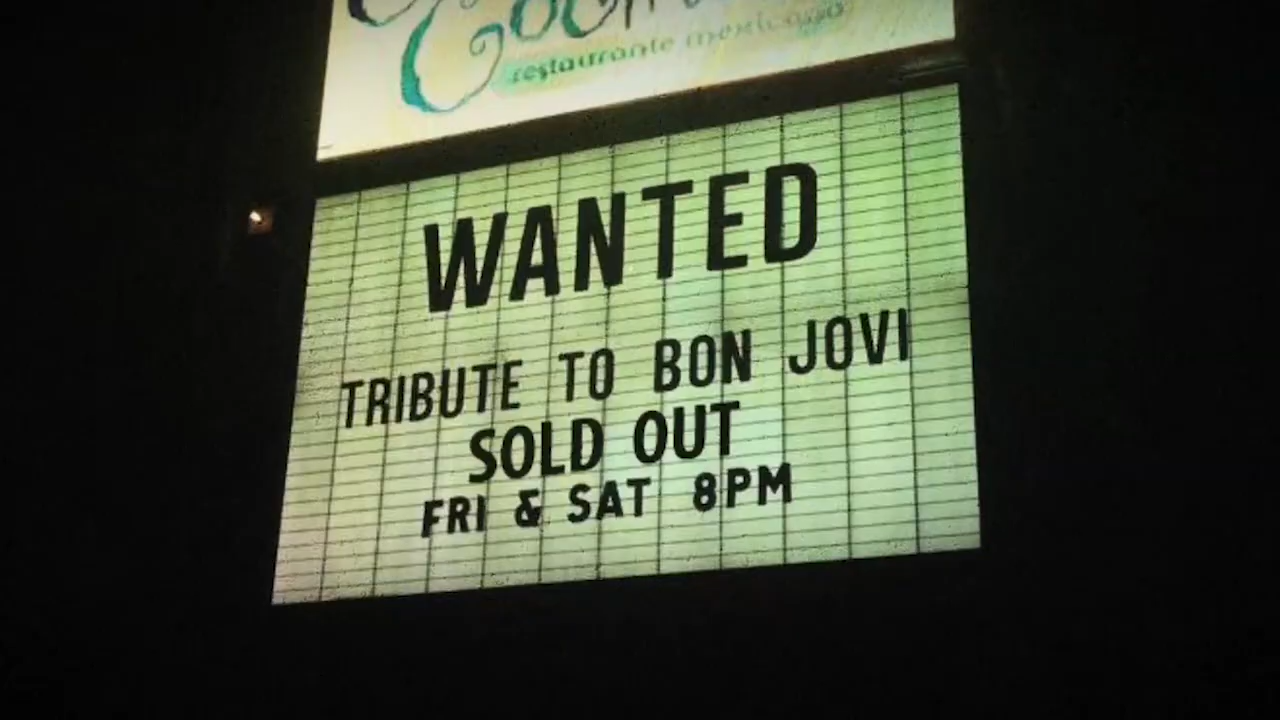 restaurante mexicano
WANTED
TRIBUTE TO BON JOVI
SOLD OUT
FRI & SAT 8PM